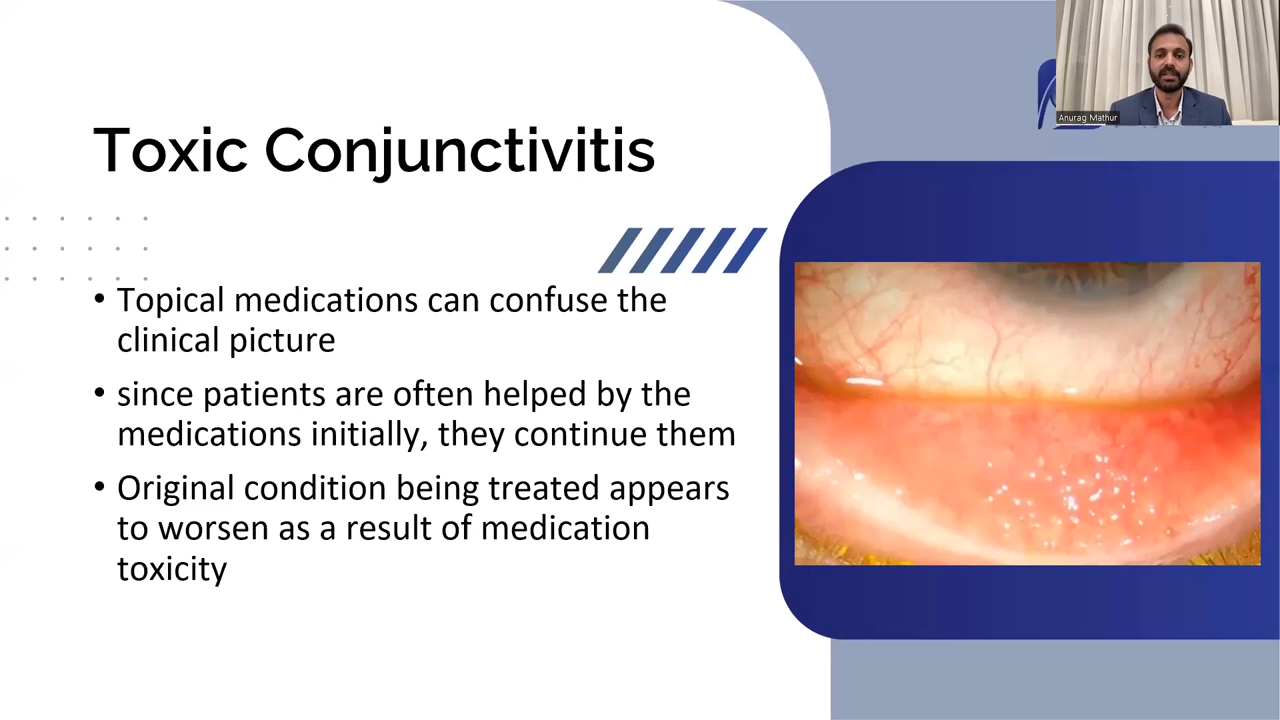 Toxic Conjunctivitis
• Topical medications can confuse the
clinical picture
• since patients are often helped by the
medications initially, they continue them
• Original condition being treated appears
to worsen as a result of medication
toxicity
Anurag Mathur